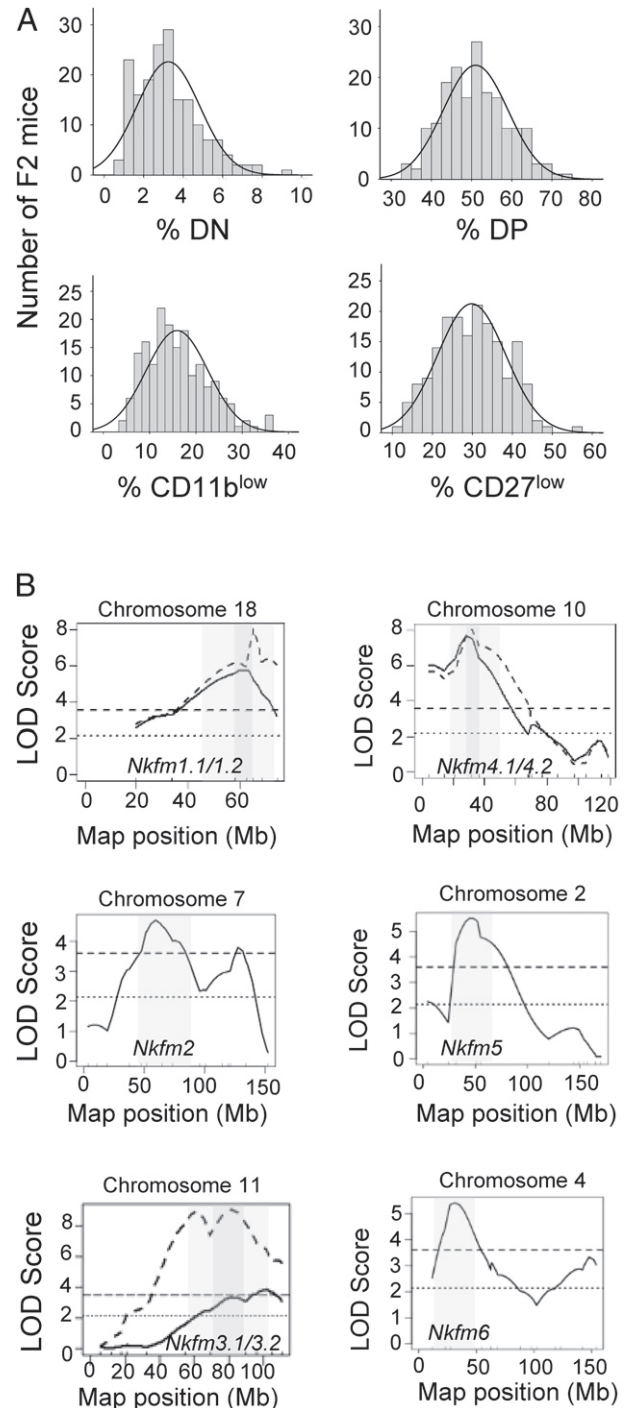 A
Number of F2 mice
30
20
10
0
0 2 4 6 8 10
% DN
30
20
10
0
30 40 50 60 70 80
% DP
25
20
15
10
5
0
0 10 20 30 40
% CD11blow
25
20
15
10
5
0
10 20 30 40 50 60
% CD27low
B
Chromosome 18
LOD Score
8
6
4
2
0
Nkfm1.1/1.2
0 20 40 60
Map position (Mb)
Chromosome 10
LOD Score
8
6
4
2
0
Nkfm4.1/4.2
0 40 80 120
Map position (Mb)
Chromosome 7
LOD Score
4
3
2
1
0
Nkfm2
0 50 100 150
Map position (Mb)
Chromosome 2
LOD Score
5
4
3
2
1
0
Nkfm5
0 50 100 150
Map position (Mb)
Chromosome 11
LOD Score
8
6
4
2
0
Nkfm3.1/3.2
0 20 40 60 80 100
Map position (Mb)
Chromosome 4
LOD Score
5
4
3
2
1
0
Nkfm6
0 50 100 150
Map position (Mb)